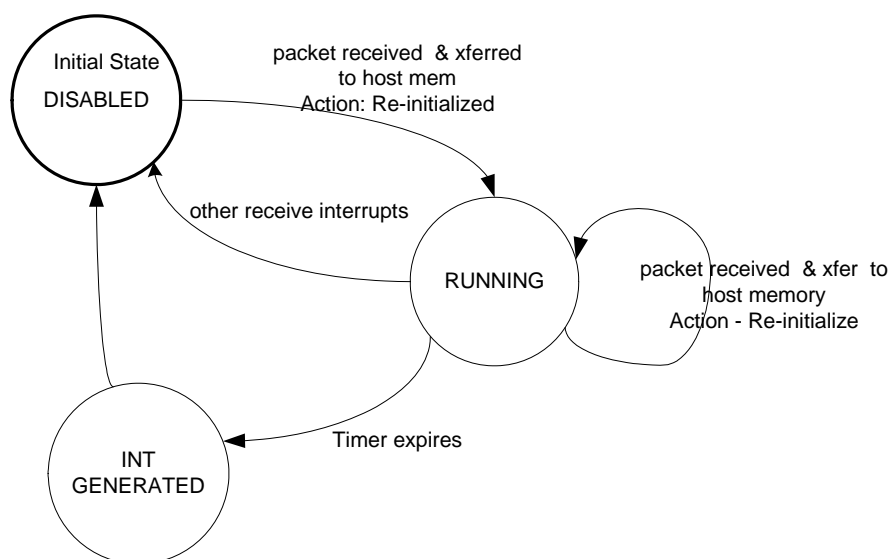 Initial State
DISABLED
packet received & xferred
to host mem
Action: Re-initialized
other receive interrupts
RUNNING
packet received & xfer to
host memory
Action - Re-initialize
Timer expires
INT
GENERATED